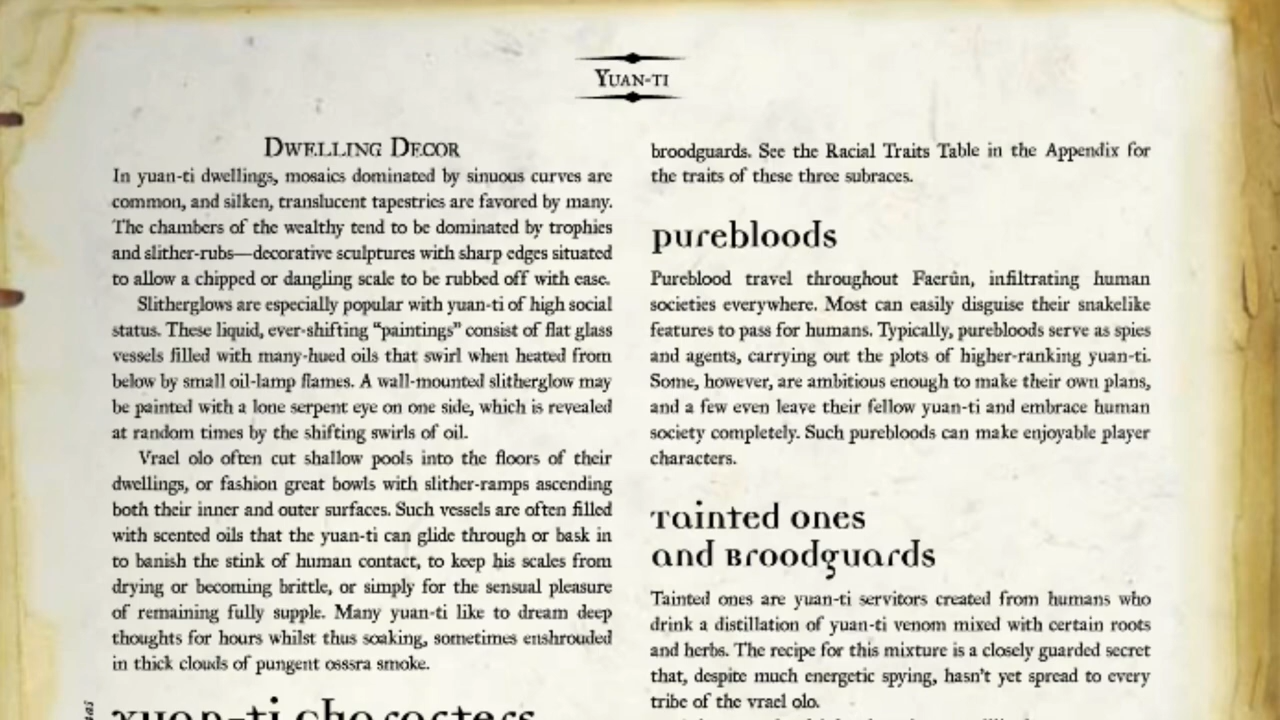 Yuan-ti
Dwelling Decor
In yuan-ti dwellings, mosaics dominated by sinuous curves are
common, and silken, translucent tapestries are favored by many.
The chambers of the wealthy tend to be dominated by trophies
and slither-rubs—decorative sculptures with sharp edges situated
to allow a chipped or dangling scale to be rubbed off with ease.
Slitherglows are especially popular with yuan-ti of high social
status. These liquid, ever-shifting “paintings” consist of flat glass
vessels filled with many-hued oils that swirl when heated from
below by small oil-lamp flames. A wall-mounted slitherglow may
be painted with a lone serpent eye on one side, which is revealed
at random times by the shifting swirls of oil.
Vrael olo often cut shallow pools into the floors of their
dwellings, or fashion great bowls with slither-ramps ascending
both their inner and outer surfaces. Such vessels are often filled
with scented oils that the yuan-ti can glide through or bask in
to banish the stink of human contact, to keep his scales from
drying or becoming brittle, or simply for the sensual pleasure
of remaining fully supple. Many yuan-ti like to dream deep
thoughts for hours whilst thus soaking, sometimes enshrouded
in thick clouds of pungent osssra smoke.
yuan-ti characters
broodguards. See the Racial Traits Table in the Appendix for
the traits of these three subraces.
purebloods
Pureblood travel throughout Faerûn, infiltrating human
societies everywhere. Most can easily disguise their snakelike
features to pass for humans. Typically, purebloods serve as spies
and agents, carrying out the plots of higher-ranking yuan-ti.
Some, however, are ambitious enough to make their own plans,
and a few even leave their fellow yuan-ti and embrace human
society completely. Such purebloods can make enjoyable player
characters.
Tainted ones
and Broodguards
Tainted ones are yuan-ti servitors created from humans who
drink a distillation of yuan-ti venom mixed with certain roots
and herbs. The recipe for this mixture is a closely guarded secret
that, despite much energetic spying, hasn't yet spread to every
tribe of the vrael olo.